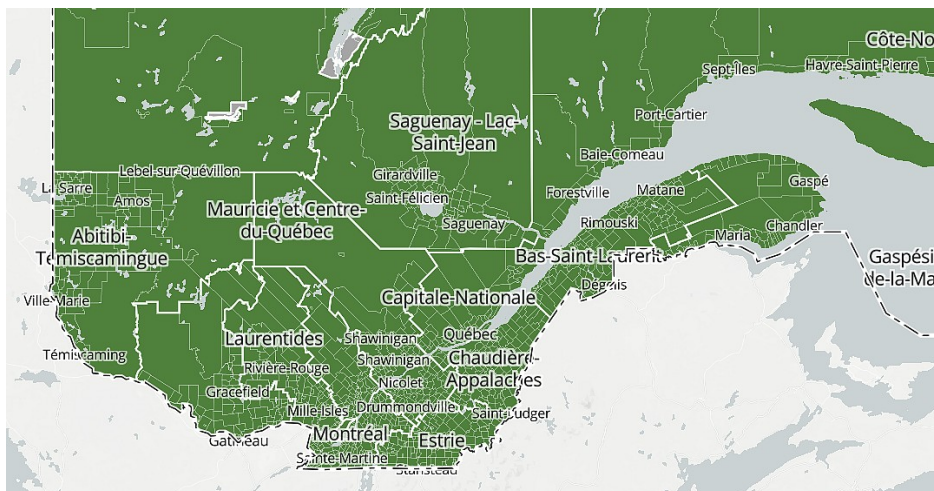 Côte-No
Sept-Îles
Havre-Saint-Pierre
Port-Cartier
Saguenay - Lac-
Saint-Jean
Baie-Comeau
Lebel-sur-Quévillon
Girardville
La Sarre
Amos
Saint-Félicien
Forestville
Matane
Gaspé
Mauricie et Centre-
du-Québec
Saguenay
Rimouski
Chandler
Maria
Abitibi-
Témiscamingue
Bas-Saint-Laurent
Gaspési
de-la-Ma
Dégelis
Ville-Marie
Capitale-Nationale
Québec
Laurentides
Shawinigan
Témiscaming
Shawinigan
Chaudière-
Appalaches
Rivière-Rouge
Nicolet
Gracefield
Mille-Isles
Drummondville
Saint-Ludger
Gatineau
Montréal
Estrie
Sainte-Martine
Stanstead